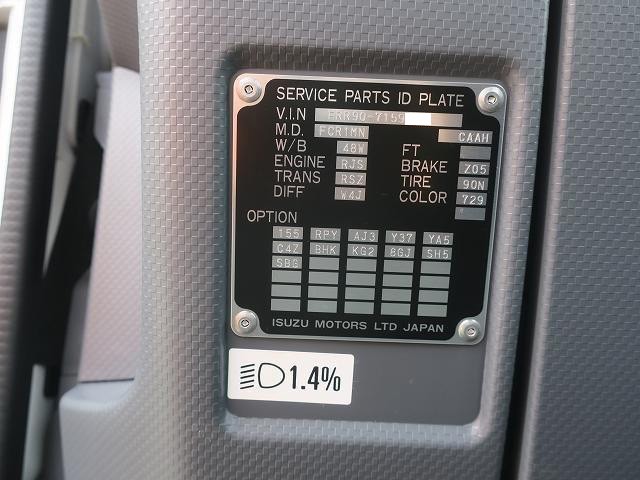 SERVICE PARTS ID PLATE
V.I.N FRR90-7159
M.D. FCR1MN CAAH
W/B 48W FT
ENGINE RJS BRAKE Z05
TRANS RSZ TIRE 90N
DIFF W4J COLOR 729
OPTION
155 RPY AJ3 Y37 YA5
C4Z BHK KG2 8GJ SH5
SBG
ISUZU MOTORS LTD JAPAN
1.4%